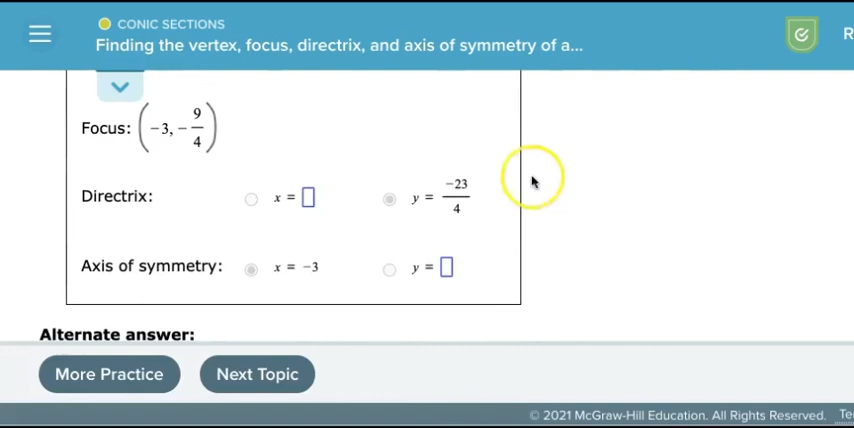 CONIC SECTIONS
Finding the vertex, focus, directrix, and axis of symmetry of a...
R
Focus: (−3, −9/4)
Directrix: x = y = −23/4
Axis of symmetry: x = −3 y =
Alternate answer:
More Practice Next Topic
© 2021 McGraw-Hill Education. All Rights Reserved. Te